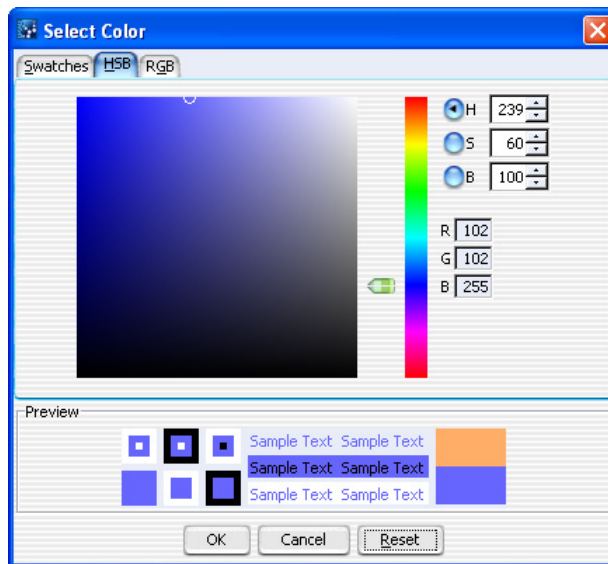 Select Color
Swatches HSB RGB
H 239
S 60
B 100
R 102
G 102
B 255
Preview
Sample Text Sample Text
Sample Text Sample Text
Sample Text Sample Text
OK Cancel Reset